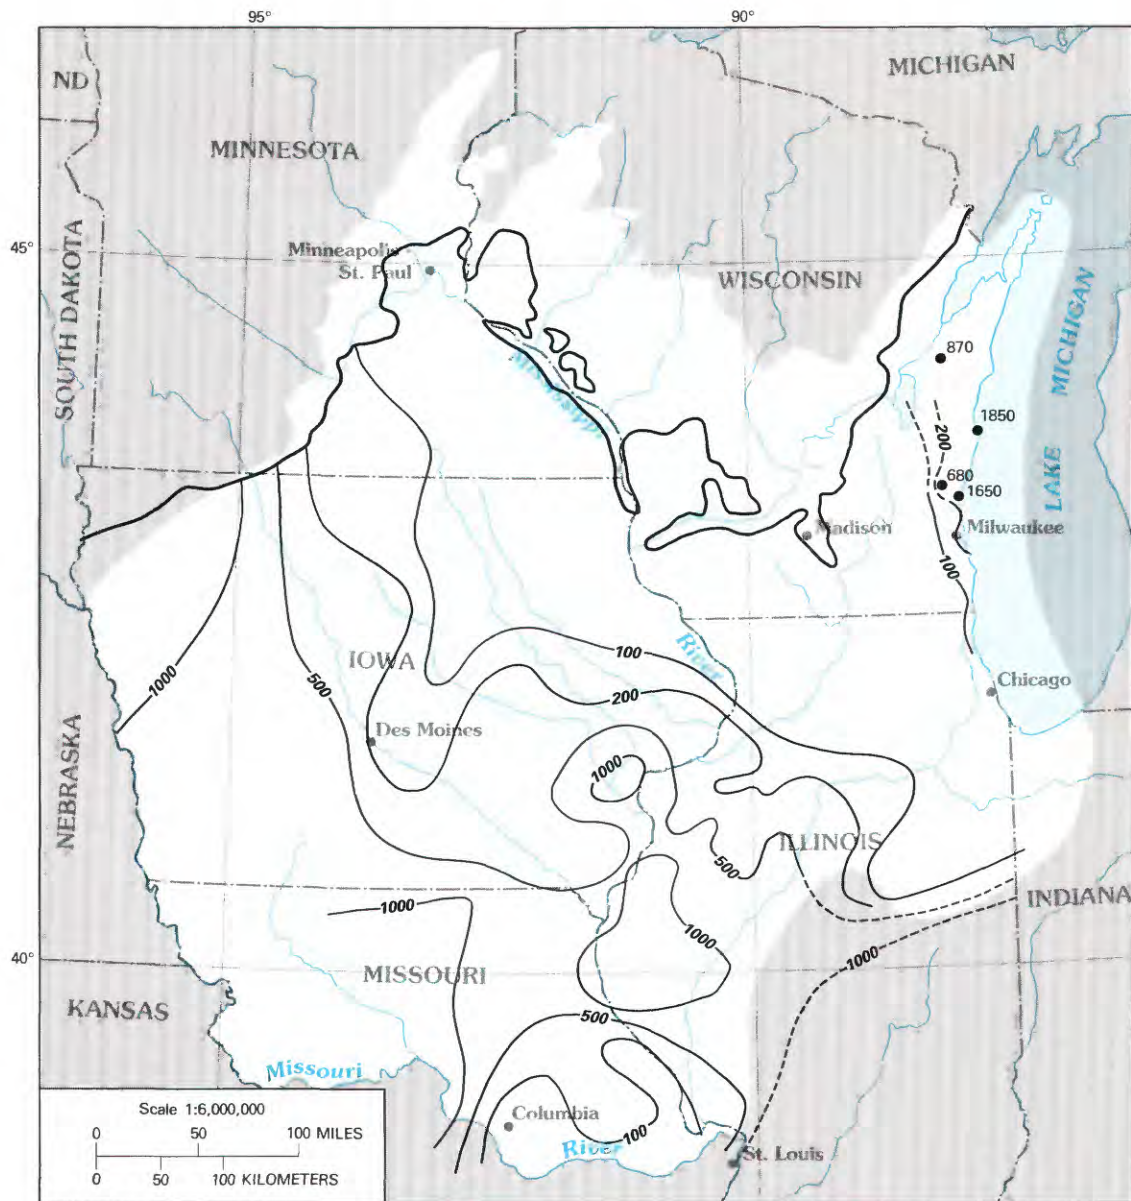 95°
90°
ND
MICHIGAN
MINNESOTA
45°
Minneapolis
St. Paul
SOUTH DAKOTA
WISCONSIN
LAKE MICHIGAN
Mississippi
870
1850
200
680
1650
Madison
Milwaukee
100
1000
500
IOWA
100
River
200
Chicago
Des Moines
NEBRASKA
1000
ILLINOIS
500
INDIANA
1000
1000
1000
40°
MISSOURI
KANSAS
500
Missouri
Columbia
100
River
St. Louis
Scale 1:6,000,000
0 50 100 MILES
0 50 100 KILOMETERS